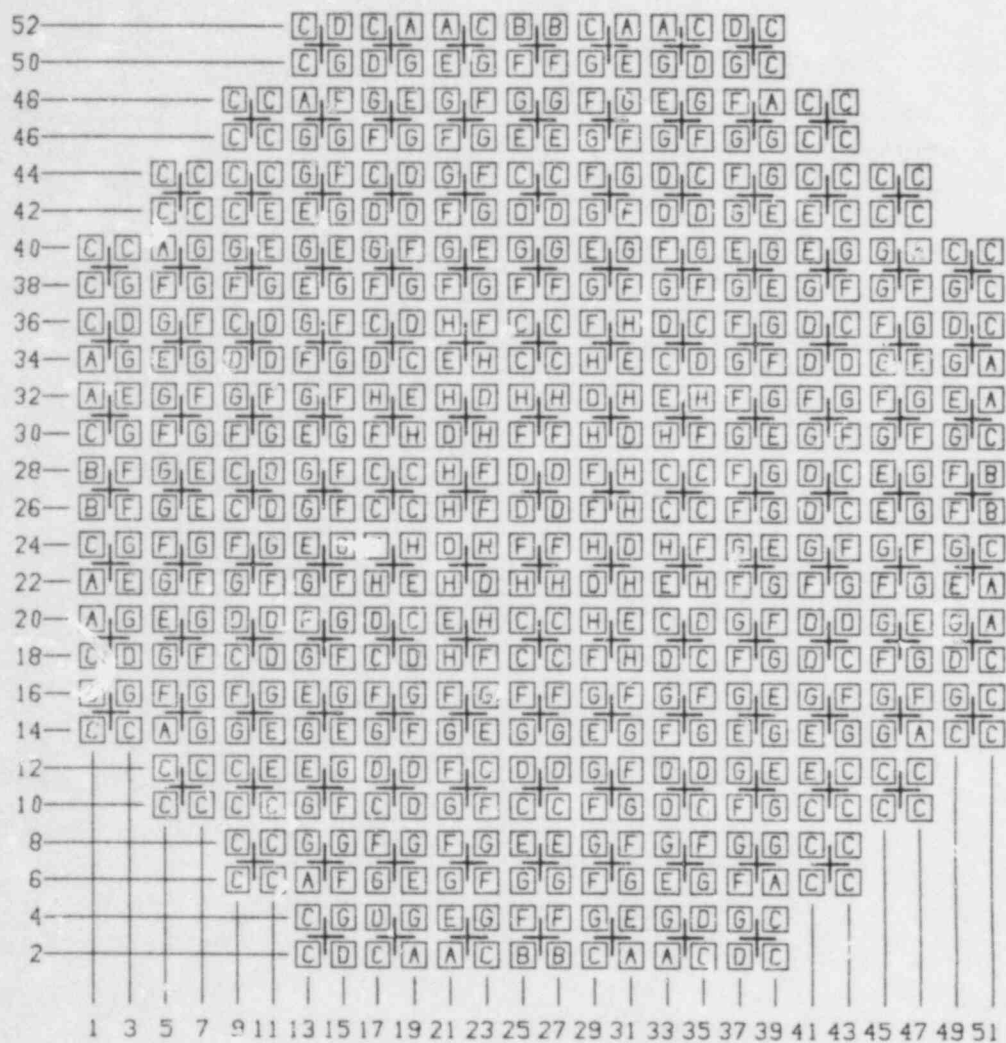 52 C D C A A C B B C A A C D C
50 C G D G E G F F G E G D G C
48 C C A F G E G F G G F G E G F A C C
46 C C G G F G F G E E G F G F G G C C
44 C C C C G F C D G F C C F G D C F G C C C C
42 C C C E E G D D F G D D G F D D G E E C C C
40 C C A G G E G E G F G E G G E G F G E G E G G C C
38 C G F G F G E G F G F G F F G F G F G E G F G F G C
36 C D G F C D G F C D H F C C F H D C F G D C F G D C
34 A G E G D D F G D C E H C C H E C D G F D D G E G A
32 A E G F G F G F H E H D H H D H E H F G F G F G E A
30 C G F G F G E G F H D H F F H D H F G E G F G F G C
28 B F G E C D G F C C H F D D F H C C F G D C E G F B
26 B F G E C D G F C C H F D D F H C C F G D C E G F B
24 C G F G F G E G H D H F F H D H F G E G F G F G C
22 A E G F G F G F H E H D H H D H E H F G F G F G E A
20 A G E G D D F G D C E H C C H E C D G F D D G E G A
18 C D G F C D G F C D H F C C F H D C F G D C F G D C
16 G F G F G E G F G F G F F G F G F G E G F G F G C
14 C C A G G E G E G F G E G G E G F G E G E G G A C C
12 C C C E E G D D F C D D G F D D G E E C C C
10 C C C C G F C D G F C C F G D C F G C C C C
8 C C G G F G F G E E G F G F G G C C
6 C C A F G E G F G G F G E G F A C C
4 C G D G E G F F G E G D G C
2 C D C A A C B B C A A C D C
1 3 5 7 9 11 13 15 17 19 21 23 25 27 29 31 33 35 37 39 41 43 45 47 49 51